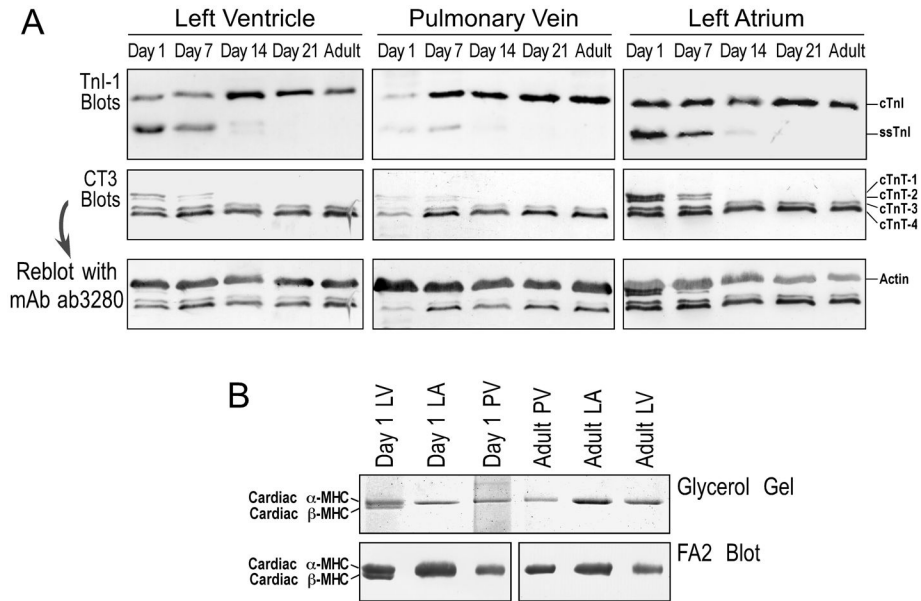 A
Left Ventricle
Pulmonary Vein
Left Atrium
Day 1 Day 7 Day 14 Day 21 Adult
Day 1 Day 7 Day 14 Day 21 Adult
Day 1 Day 7 Day 14 Day 21 Adult
TnI-1
Blots
cTnI
ssTnI
CT3
Blots
cTnT-1
cTnT-2
cTnT-3
cTnT-4
Reblot with
mAb ab3280
Actin
B
Day 1 LV
Day 1 LA
Day 1 PV
Adult PV
Adult LA
Adult LV
Cardiac α-MHC
Cardiac β-MHC
Glycerol Gel
Cardiac α-MHC
Cardiac β-MHC
FA2 Blot